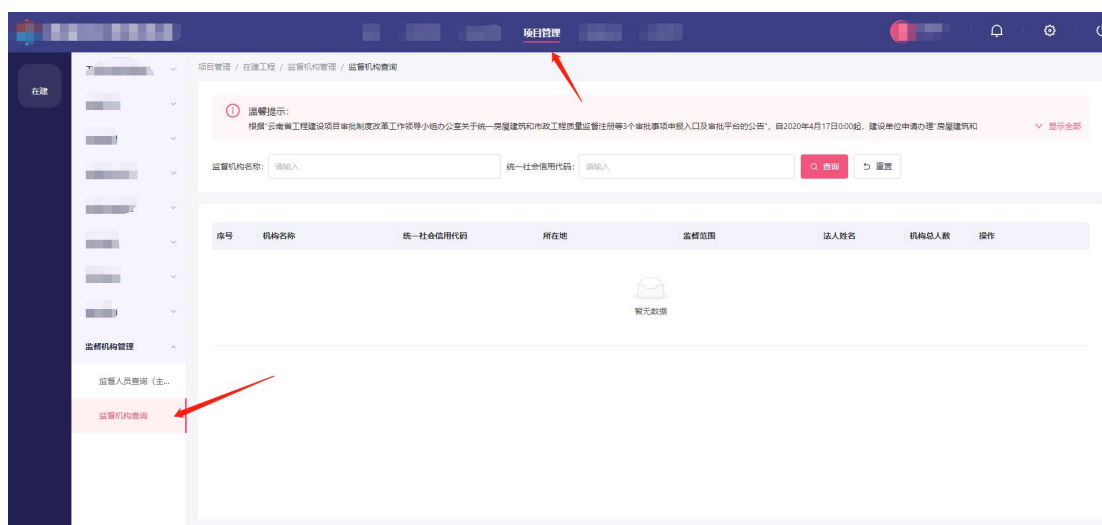 项目管理
在建
项目管理 / 在建工程 / 监督机构管理 / 监督机构查询
温馨提示:
根据"云南省工程建设项目审批制度改革工作领导小组办公室关于统一房屋建筑和市政工程质量监督注册等3个审批事项申报入口及审批平台的公告", 自2020年4月17日0:00起, 建设单位申请办理"房屋建筑和
显示全部
监督机构名称: 请输入 统一社会信用代码: 请输入 查询 重置
序号 机构名称 统一社会信用代码 所在地 监督范围 法人姓名 机构总人数 操作
暂无数据
监督机构管理
监督人员查询（主...
监督机构查询